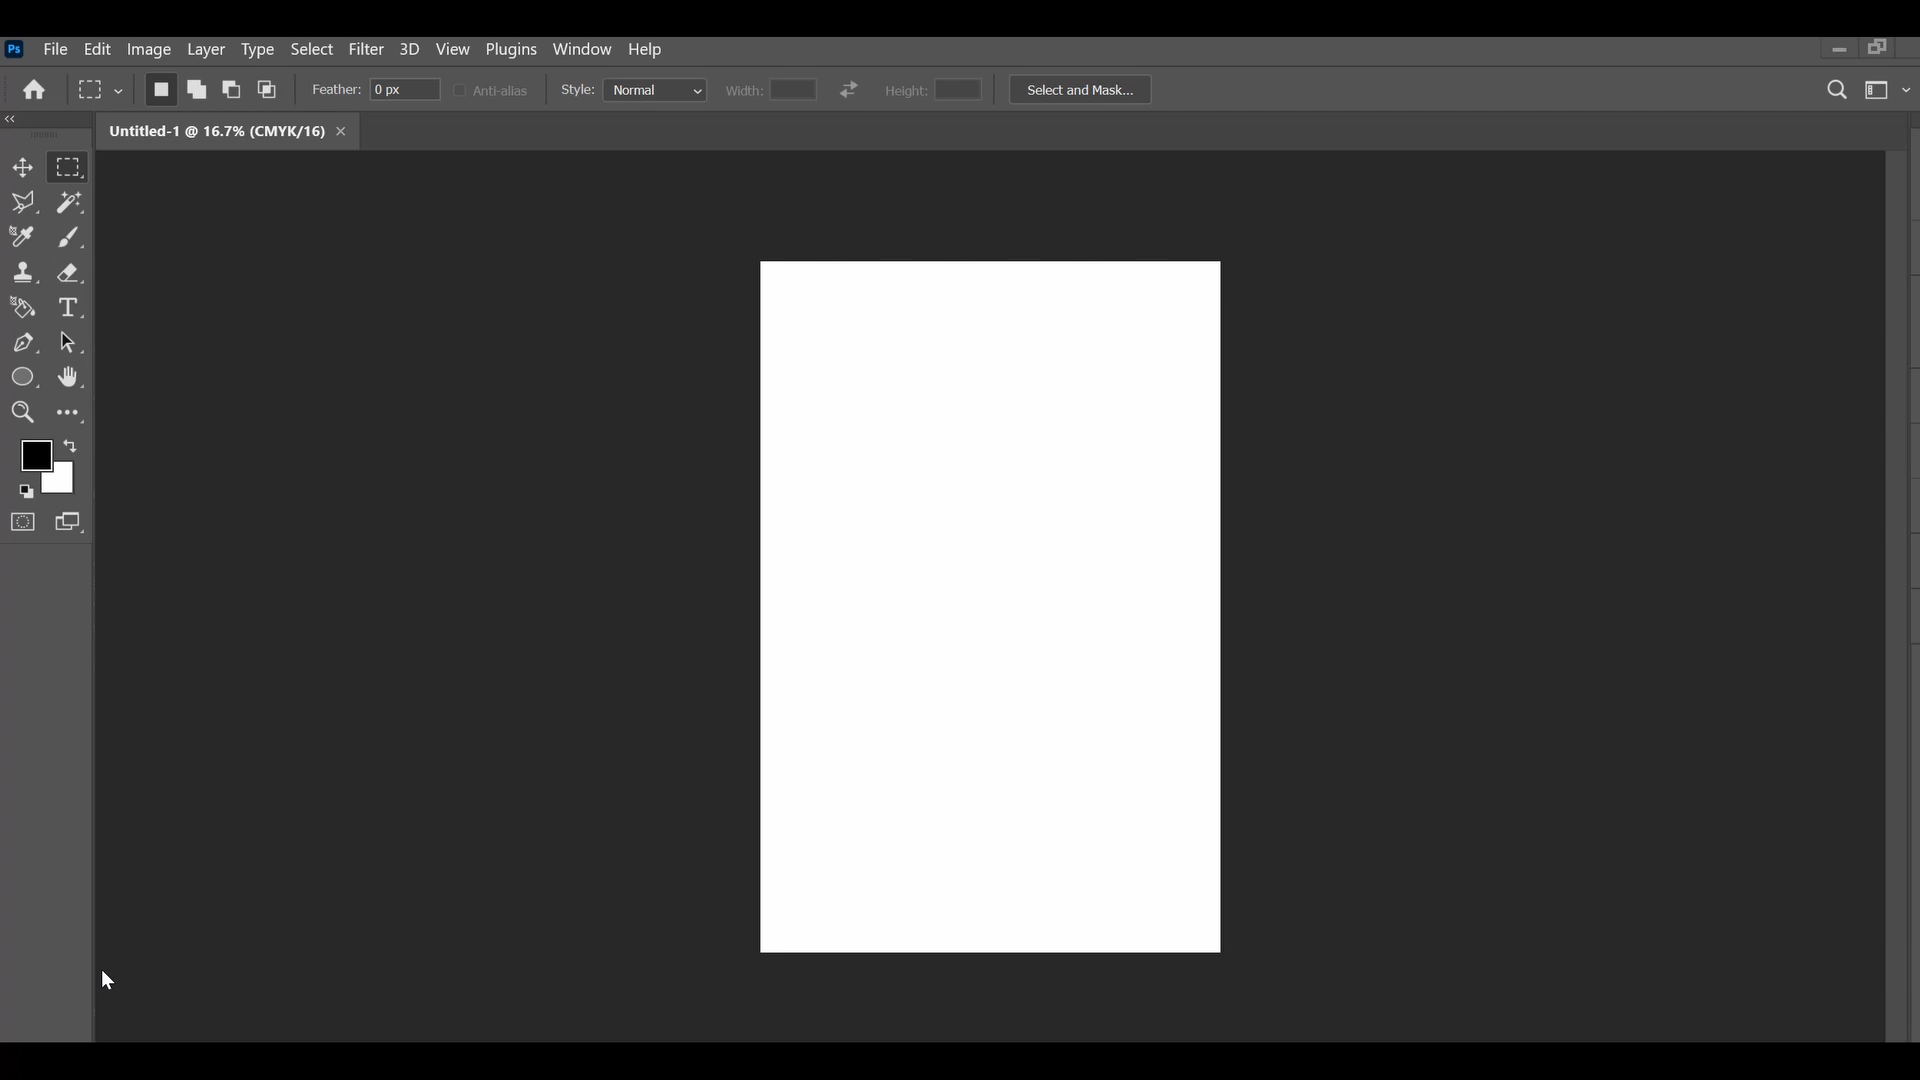 Ps File Edit Image Layer Type Select Filter 3D View Plugins Window Help
Feather: 0 px Anti-alias Style: Normal Width: Height: Select and Mask...
Untitled-1 @ 16.7% (CMYK/16)
T